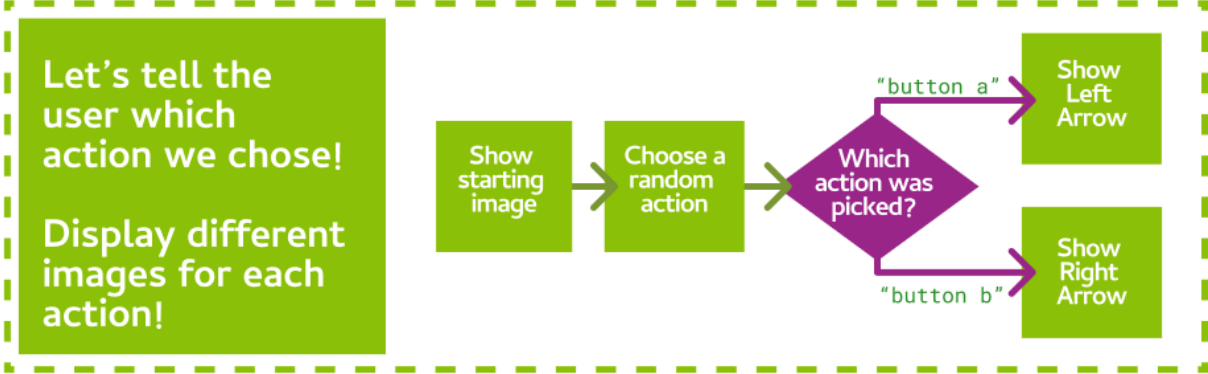 Let's tell the
user which
action we chose!
Display different
images for each
action!
Show
starting
image
Choose a
random
action
Which
action was
picked?
“button a”
Show
Left
Arrow
“button b”
Show
Right
Arrow